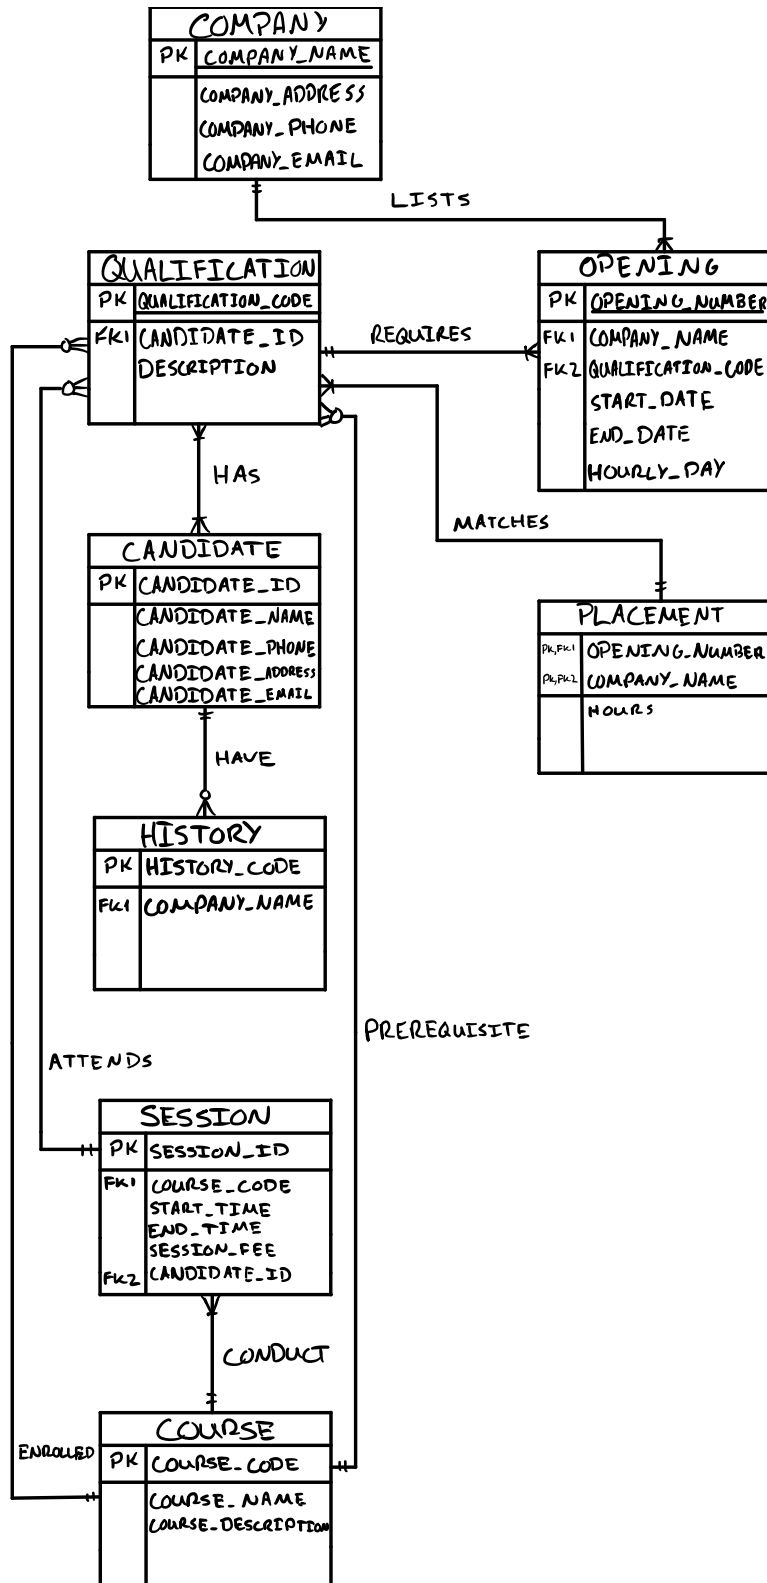 COMPANY
PK COMPANY_NAME
COMPANY_ADDRESS
COMPANY_PHONE
COMPANY_EMAIL
LISTS
QUALIFICATION
PK QUALIFICATION_CODE
FK1 CANDIDATE_ID
DESCRIPTION
REQUIRES
OPENING
PK OPENING_NUMBER
FK1 COMPANY_NAME
FK2 QUALIFICATION_CODE
START_DATE
END_DATE
HOURLY_PAY
HAS
MATCHES
CANDIDATE
PK CANDIDATE_ID
CANDIDATE_NAME
CANDIDATE_PHONE
CANDIDATE_ADDRESS
CANDIDATE_EMAIL
PLACEMENT
PK,FK1 OPENING_NUMBER
PK,FK2 COMPANY_NAME
HOURS
HAVE
HISTORY
PK HISTORY_CODE
FK1 COMPANY_NAME
PREREQUISITE
ATTENDS
SESSION
PK SESSION_ID
FK1 COURSE_CODE
START_TIME
END_TIME
SESSION_FEE
FK2 CANDIDATE_ID
CONDUCT
ENROLLED
COURSE
PK COURSE_CODE
COURSE_NAME
COURSE_DESCRIPTION